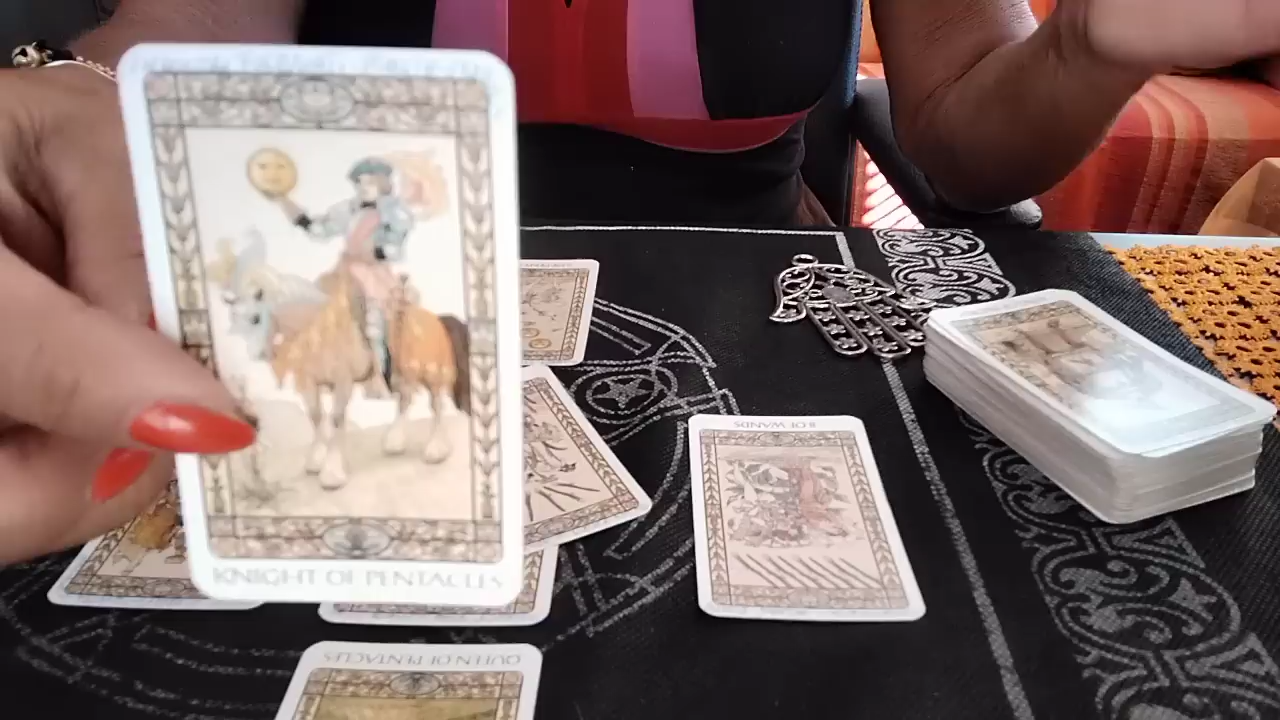 KNIGHT OF PENTACLES
8 OF WANDS
QUEEN OF PENTACLES